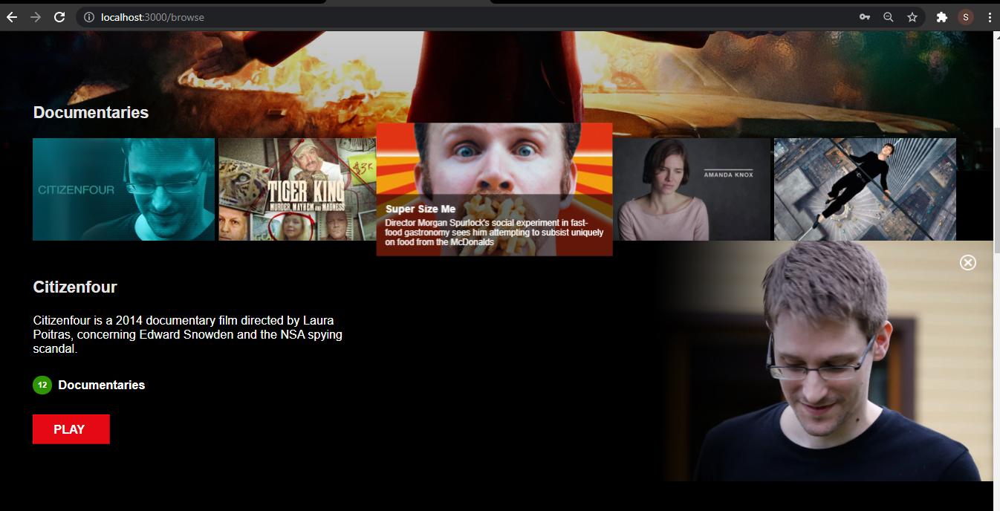 localhost:3000/browse
S
Documentaries
CITIZENFOUR
$3K
TIGER KING
MURDER, MAYHEM AND MADNESS
Super Size Me
Director Morgan Spurlock's social experiment in fast-
food gastronomy sees him attempting to subsist uniquely
on food from the McDonalds
AMANDA KNOX
Citizenfour
Citizenfour is a 2014 documentary film directed by Laura
Poitras, concerning Edward Snowden and the NSA spying
scandal.
12 Documentaries
PLAY